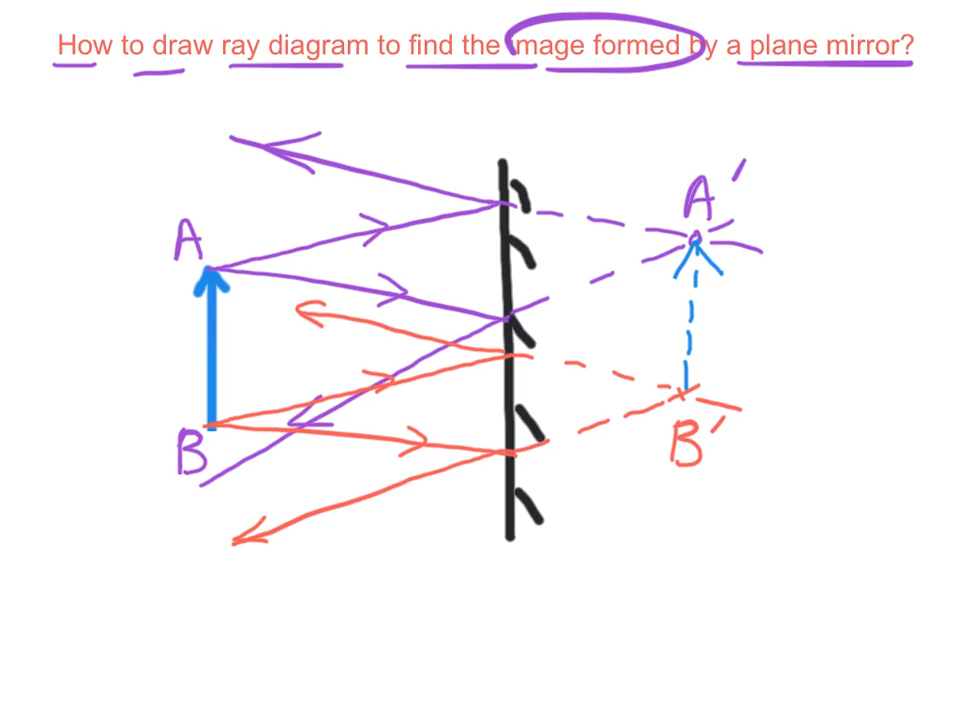 How to draw ray diagram to find the image formed by a plane mirror?
A A'
B B'